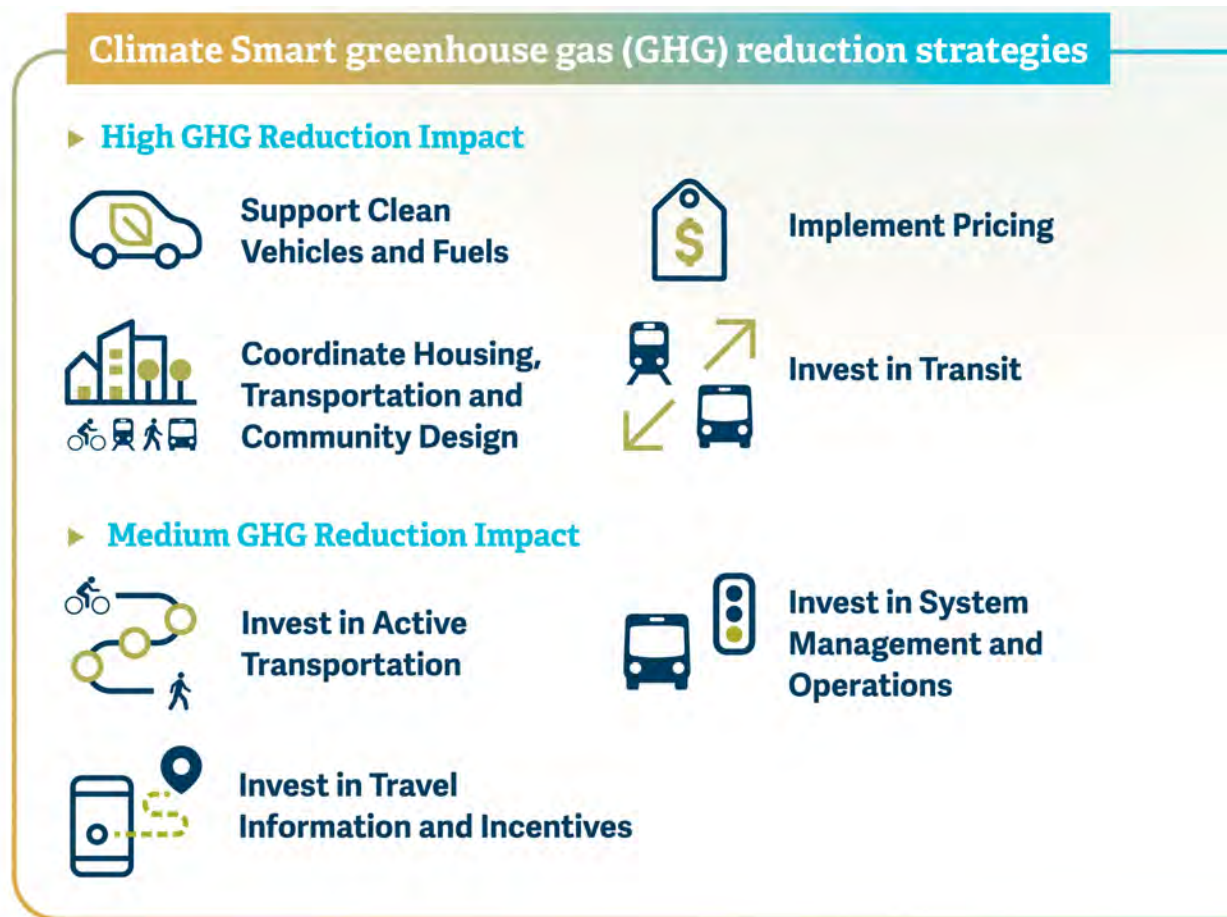 Climate Smart greenhouse gas (GHG) reduction strategies
High GHG Reduction Impact
Support Clean
Vehicles and Fuels
$
Implement Pricing
Coordinate Housing,
Transportation and
Community Design
Invest in Transit
Medium GHG Reduction Impact
Invest in Active
Transportation
Invest in System
Management and
Operations
Invest in Travel
Information and Incentives